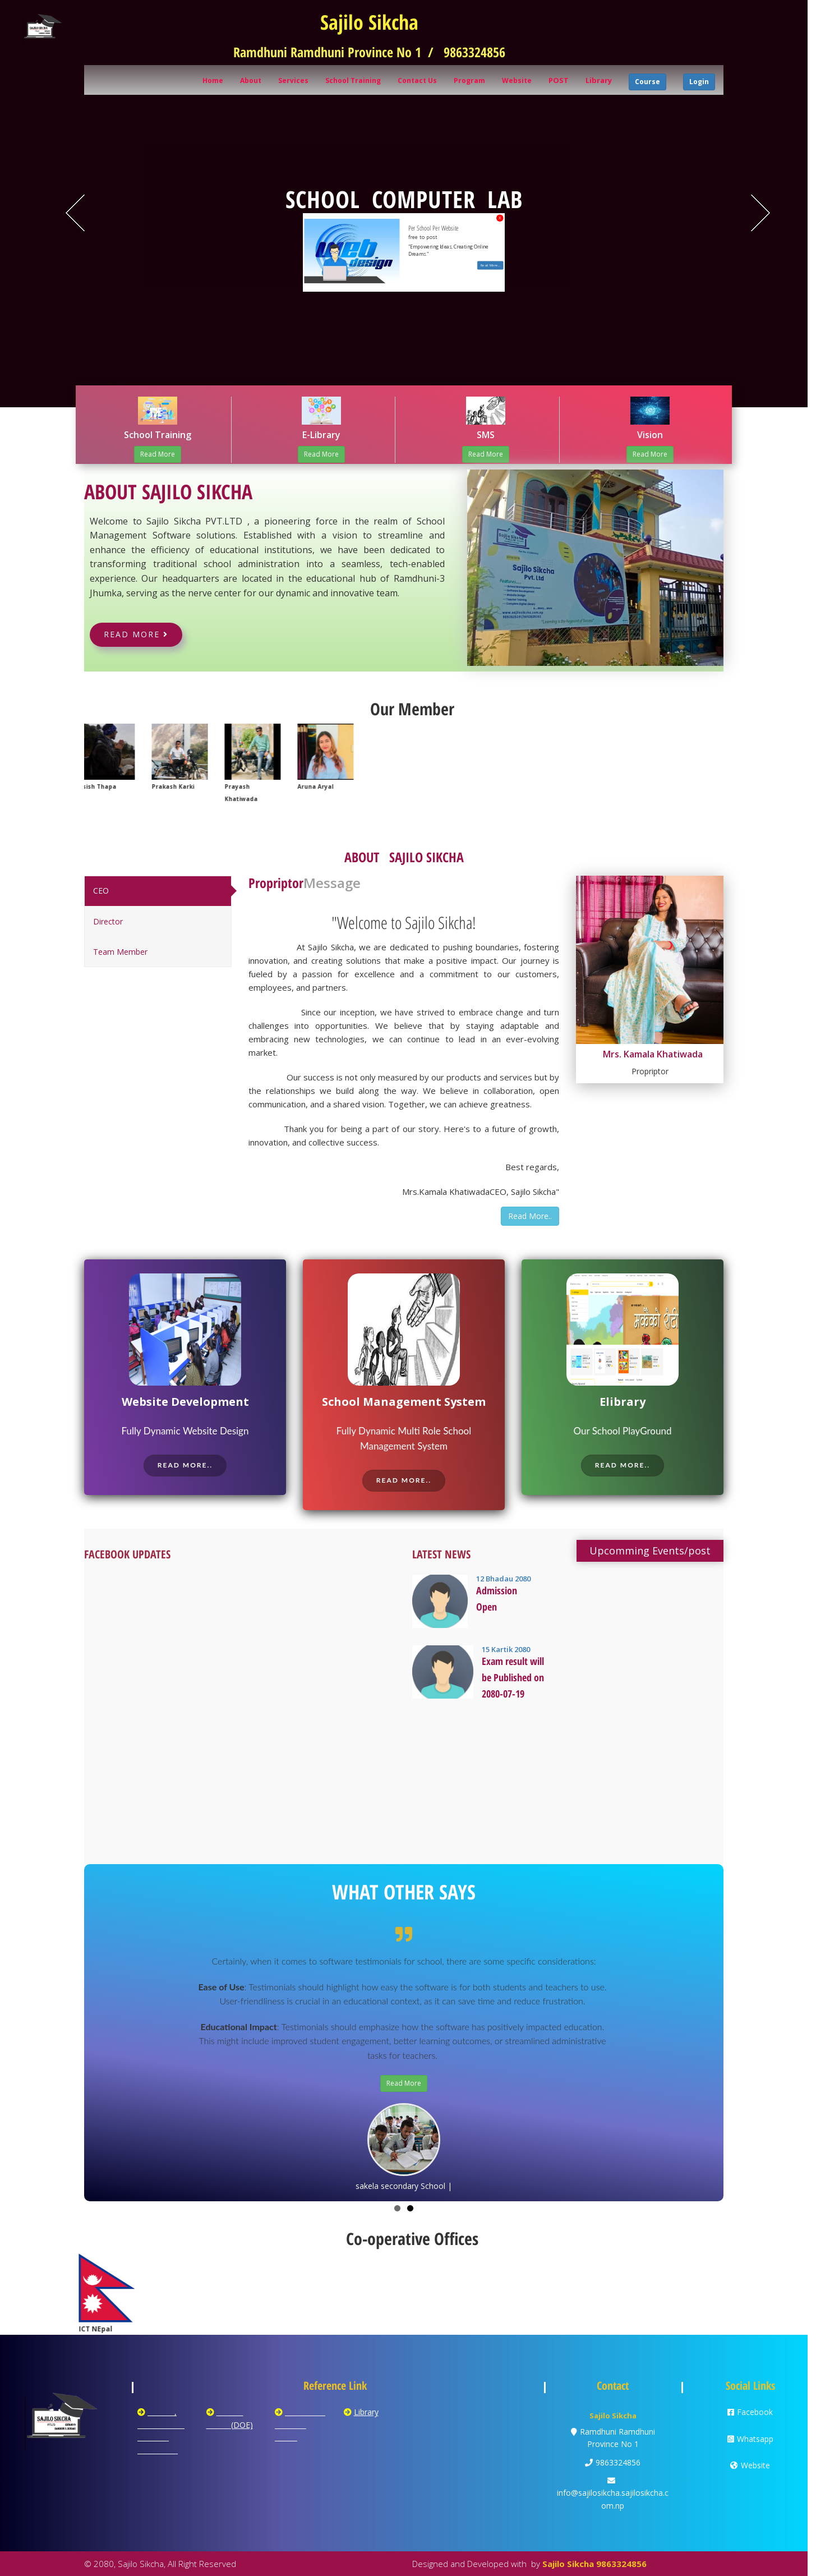 Sajilo Sikcha
Ramdhuni Ramdhuni Province No 1 / 9863324856
Home About Services School Training Contact Us Program Website POST Library Course Login
SCHOOL COMPUTER LAB
Per School Per Website
free to post
"Empowering Ideas, Creating Online
Dreams."
School Training
Read More
E-Library
Read More
SMS
Read More
Vision
Read More
ABOUT SAJILO SIKCHA
Welcome to Sajilo Sikcha PVT.LTD , a pioneering force in the realm of School
Management Software solutions. Established with a vision to streamline and
enhance the efficiency of educational institutions, we have been dedicated to
transforming traditional school administration into a seamless, tech-enabled
experience. Our headquarters are located in the educational hub of Ramdhuni-3
Jhumka, serving as the nerve center for our dynamic and innovative team.
READ MORE
Sajilo Sikcha
Pvt. Ltd
Our Member
Prakash Karki
Prayash
Khatiwada
Aruna Aryal
ABOUT SAJILO SIKCHA
CEO
Director
Team Member
PropriptorMessage
"Welcome to Sajilo Sikcha!
At Sajilo Sikcha, we are dedicated to pushing boundaries, fostering
innovation, and creating solutions that make a positive impact. Our journey is
fueled by a passion for excellence and a commitment to our customers,
employees, and partners.
Since our inception, we have strived to embrace change and turn
challenges into opportunities. We believe that by staying adaptable and
embracing new technologies, we can continue to lead in an ever-evolving
market.
Our success is not only measured by our products and services but by
the relationships we build along the way. We believe in collaboration, open
communication, and a shared vision. Together, we can achieve greatness.
Thank you for being a part of our story. Here's to a future of growth,
innovation, and collective success.
Best regards,
Mrs.Kamala KhatiwadaCEO, Sajilo Sikcha"
Read More..
Mrs. Kamala Khatiwada
Propriptor
Website Development
Fully Dynamic Website Design
READ MORE..
School Management System
Fully Dynamic Multi Role School
Management System
READ MORE..
Elibrary
Our School PlayGround
READ MORE..
FACEBOOK UPDATES
LATEST NEWS
12 Bhadau 2080
Admission
Open
15 Kartik 2080
Exam result will
be Published on
2080-07-19
Upcomming Events/post
WHAT OTHER SAYS
Certainly, when it comes to software testimonials for school, there are some specific considerations:
Ease of Use: Testimonials should highlight how easy the software is for both students and teachers to use.
User-friendliness is crucial in an educational context, as it can save time and reduce frustration.
Educational Impact: Testimonials should emphasize how the software has positively impacted education.
This might include improved student engagement, better learning outcomes, or streamlined administrative
tasks for teachers.
Read More
sakela secondary School |
Co-operative Offices
ICT NEpal
SAJILO SIKCHA
Reference Link
(DOE)
Library
Contact
Sajilo Sikcha
Ramdhuni Ramdhuni
Province No 1
9863324856
info@sajilosikcha.sajilosikcha.c
om.np
Social Links
Facebook
Whatsapp
Website
© 2080, Sajilo Sikcha, All Right Reserved
Designed and Developed with by Sajilo Sikcha 9863324856